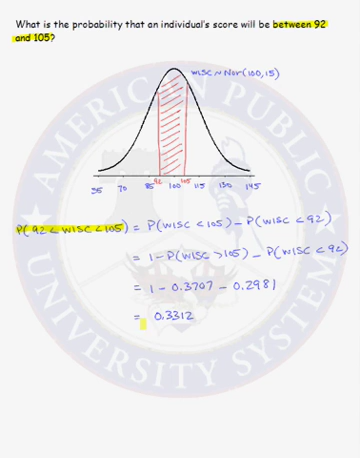 What is the probability that an individual's score will be between 92
and 105?
WISC ~ Nor(100,15)
92 105
55 70 85 100 115 130 145
P(92 < WISC < 105) = P(WISC < 105) - P(WISC < 92)
= 1 - P(WISC > 105) - P(WISC < 92)
= 1 - 0.3707 - 0.2981
= 0.3312
AMERICAN PUBLIC
UNIVERSITY SYSTEM